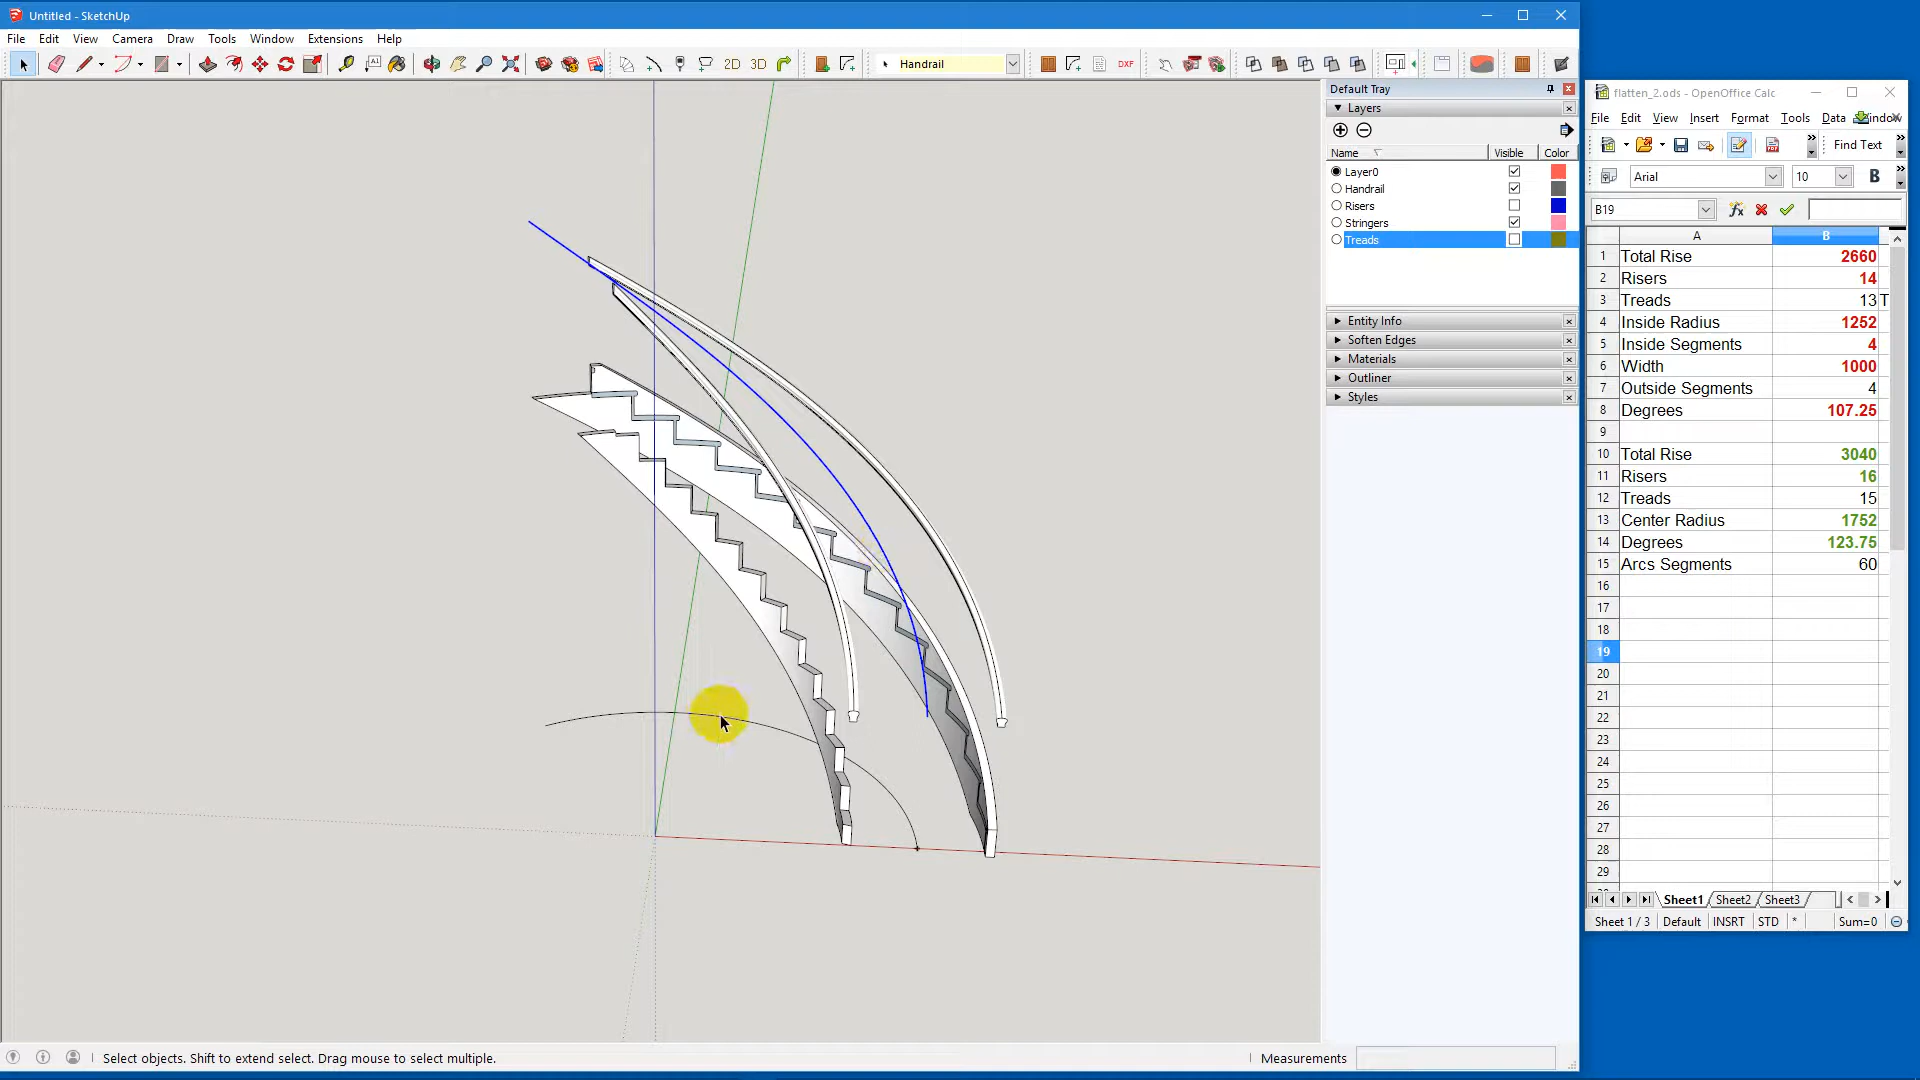 Untitled - SketchUp
File Edit View Camera Draw Tools Window Extensions Help
2D 3D Handrail DXF
Default Tray
Layers
Name Visible Color
Layer0
Handrail
Risers
Stringers
Treads
Entity Info
Soften Edges
Materials
Outliner
Styles
Select objects. Shift to extend select. Drag mouse to select multiple.
Measurements
flatten_2.ods - OpenOffice Calc
File Edit View Insert Format Tools Data Window
Find Text
Arial 10 B
B19
A B
1 Total Rise 2660
2 Risers 14
3 Treads 13 T
4 Inside Radius 1252
5 Inside Segments 4
6 Width 1000
7 Outside Segments 4
8 Degrees 107.25
9
10 Total Rise 3040
11 Risers 16
12 Treads 15
13 Center Radius 1752
14 Degrees 123.75
15 Arcs Segments 60
16
17
18
19
20
21
22
23
24
25
26
27
28
29
Sheet1 Sheet2 Sheet3
Sheet 1 / 3 Default INSRT STD * Sum=0